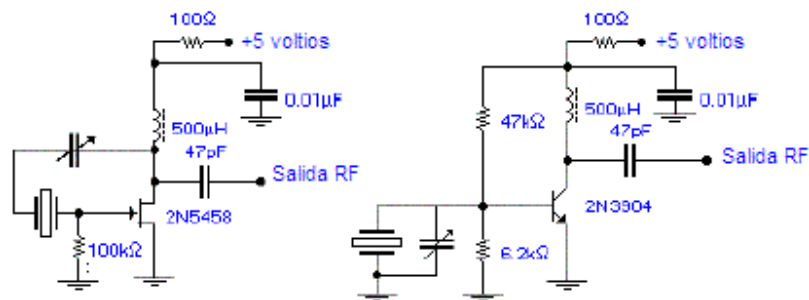 100Ω
+5 voltios
0.01µF
500µH
47pF
Salida RF
2N5458
100kΩ
100Ω
+5 voltios
0.01µF
500µH
47kΩ
47pF
Salida RF
2N3904
6.2kΩ